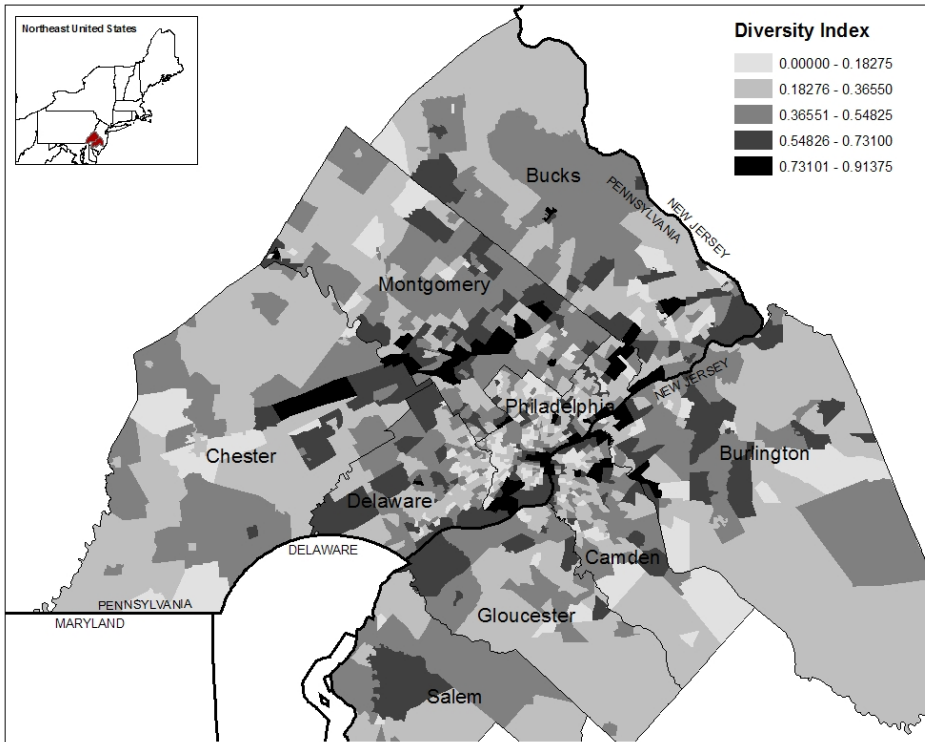 Northeast United States
Diversity Index
0.00000 - 0.18275
0.18276 - 0.36550
0.36551 - 0.54825
0.54826 - 0.73100
0.73101 - 0.91375
Bucks
PENNSYLVANIA
NEW JERSEY
Montgomery
NEW JERSEY
Philadelphia
Chester
Burlington
Delaware
DELAWARE
Camden
PENNSYLVANIA
MARYLAND
Gloucester
Salem